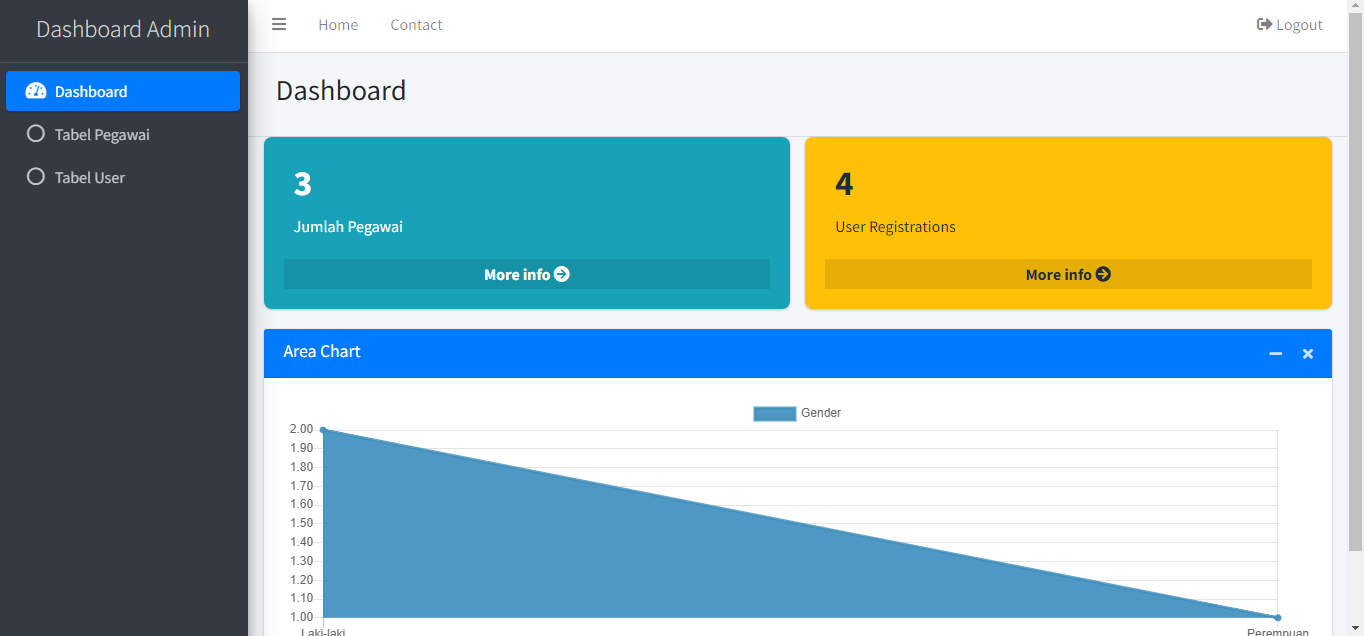 Dashboard Admin
Home
Contact
Logout
Dashboard
Tabel Pegawai
Tabel User
Dashboard
3
Jumlah Pegawai
More info
4
User Registrations
More info
Area Chart
Gender
2.00
1.90
1.80
1.70
1.60
1.50
1.40
1.30
1.20
1.10
1.00
Laki-laki
Perempuan